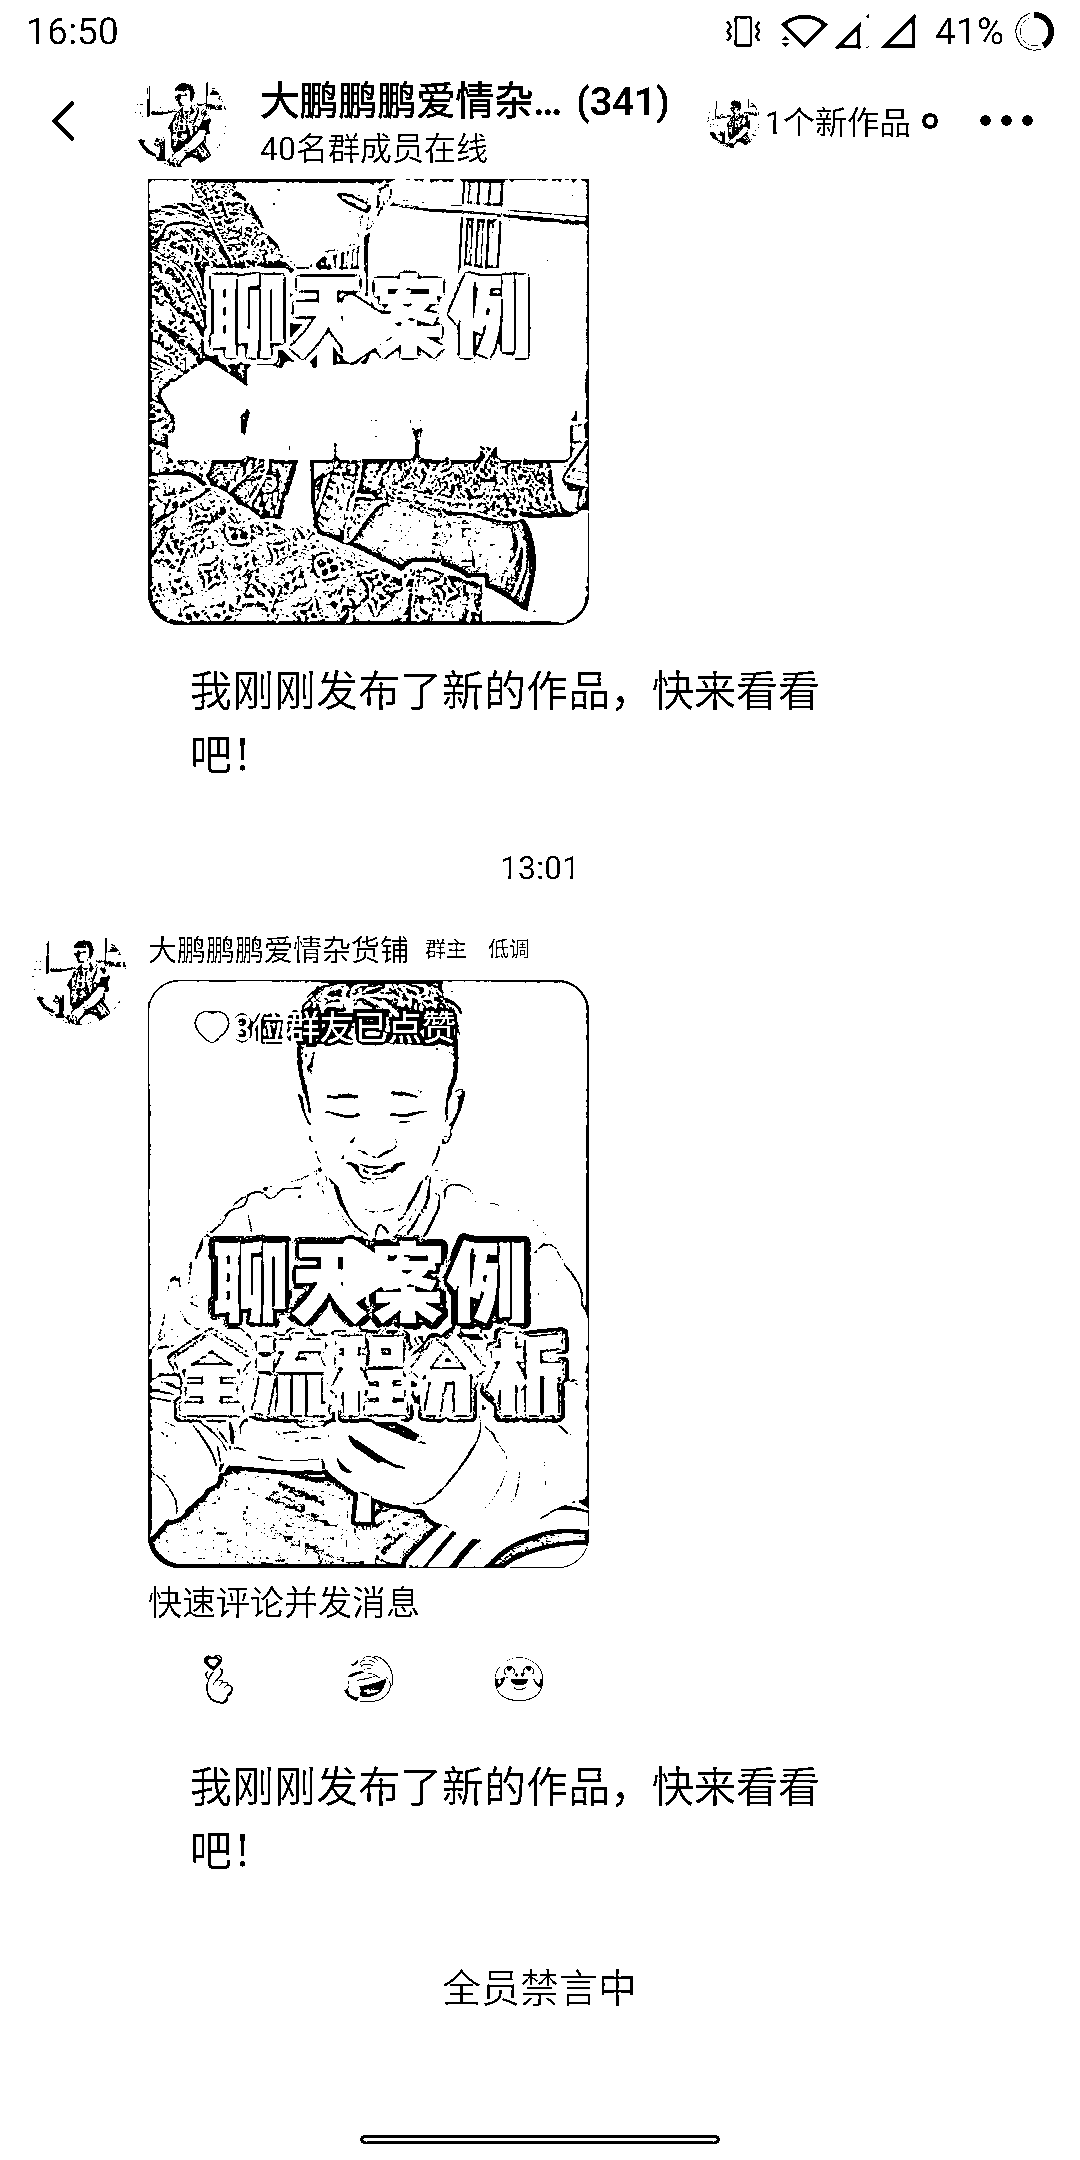 16:50
41%
大鹏鹏鹏爱情杂... (341)
1个新作品
40名群成员在线
聊天案例
我刚刚发布了新的作品，快来看看
吧！
13:01
大鹏鹏鹏爱情杂货铺 群主 低调
3位群友已点赞
聊天案例
全流程分析
快速评论并发消息
我刚刚发布了新的作品，快来看看
吧！
全员禁言中